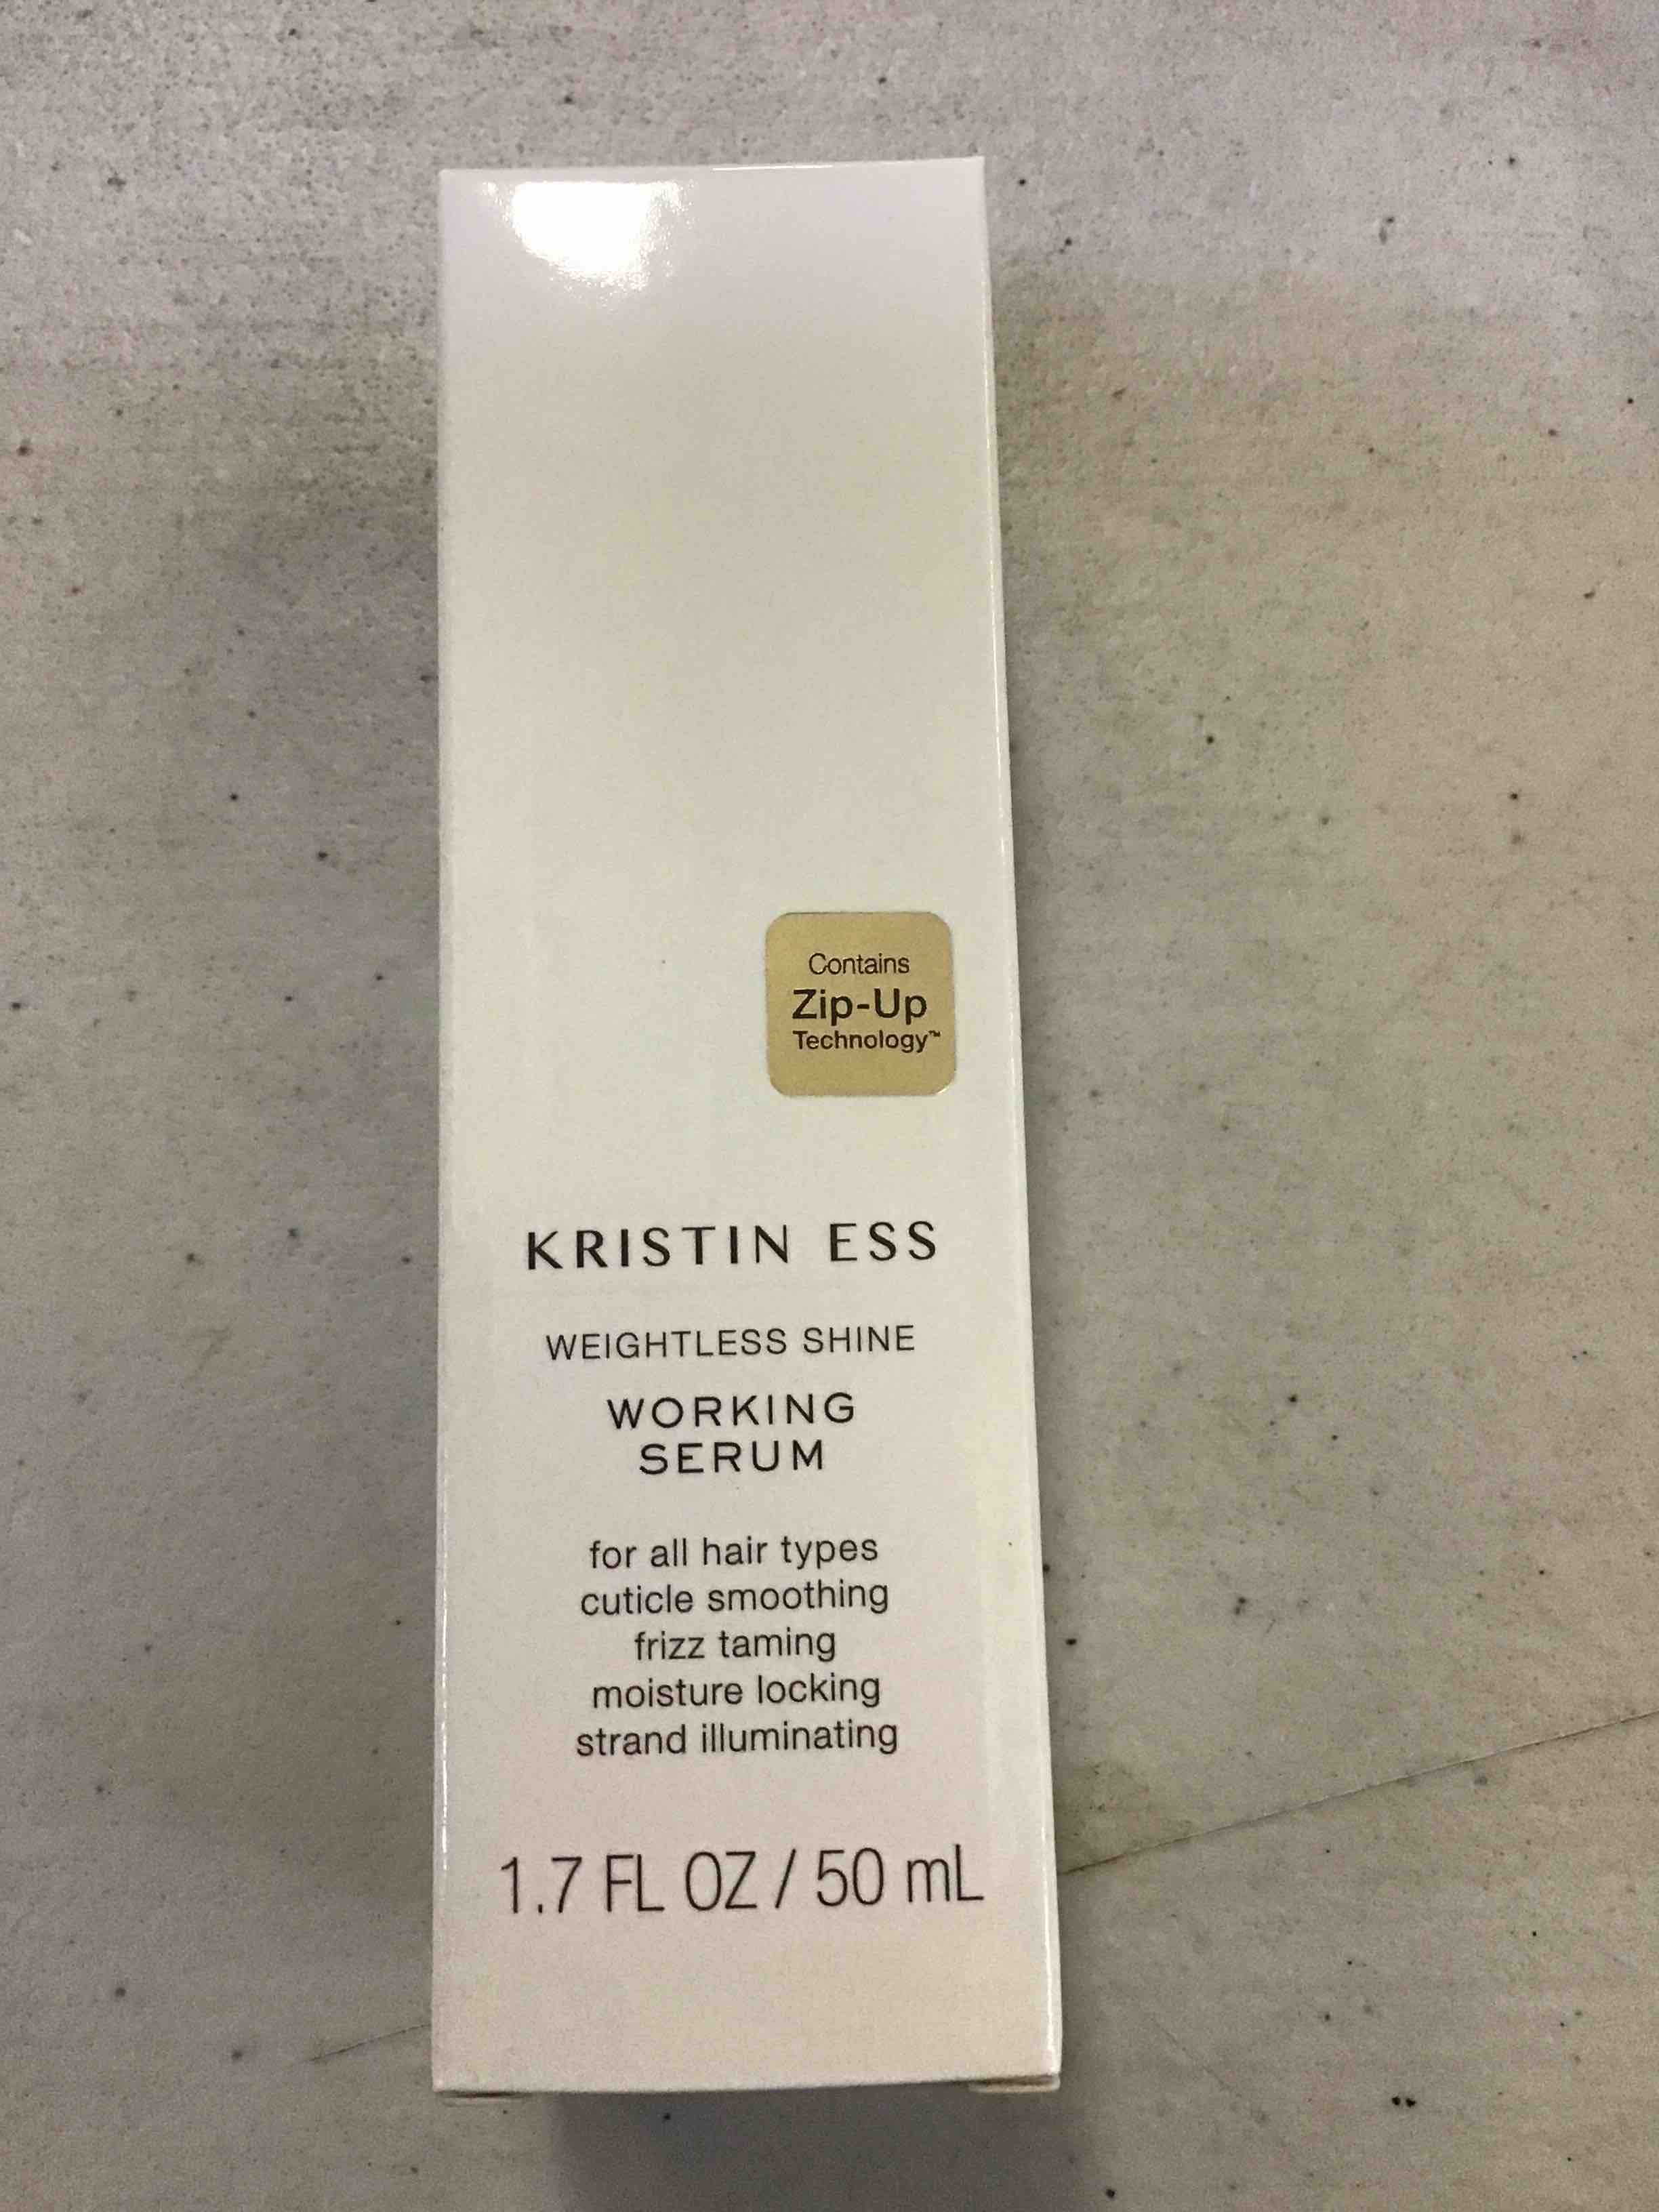 Contains
Zip-Up
Technology™
KRISTIN ESS
WEIGHTLESS SHINE
WORKING
SERUM
for all hair types
cuticle smoothing
frizz taming
moisture locking
strand illuminating
1.7 FL OZ / 50 mL